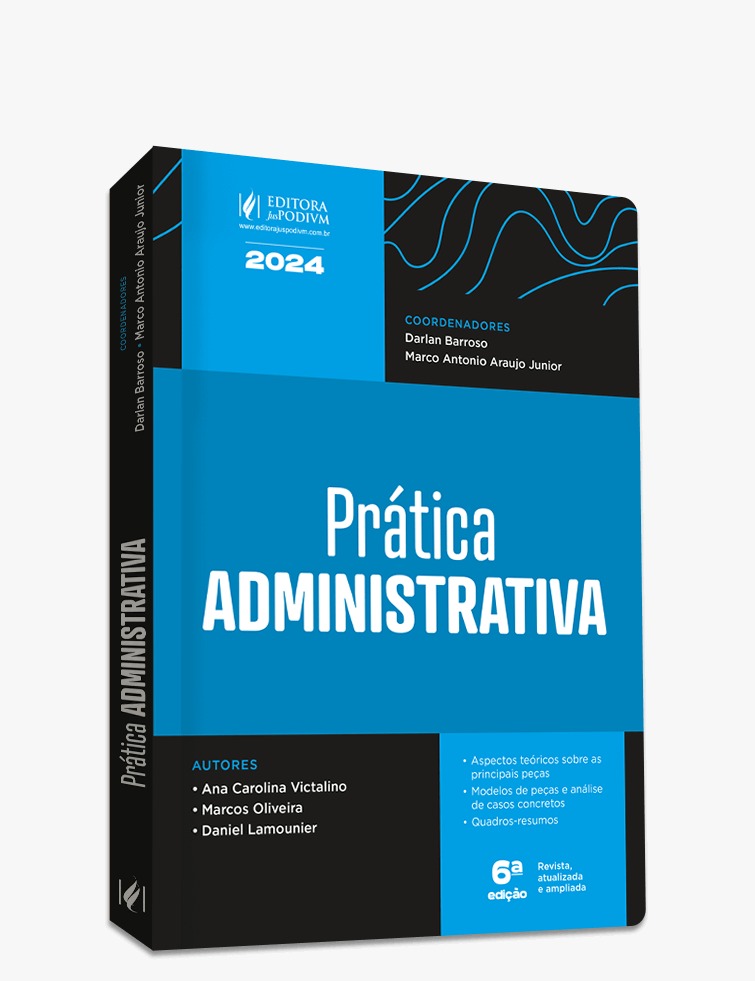 EDITORA
JusPODIVM
www.editorajuspodivm.com.br
2024
COORDENADORES
Darlan Barroso
Marco Antonio Araujo Junior
Prática
ADMINISTRATIVA
AUTORES
• Ana Carolina Victalino
• Marcos Oliveira
• Daniel Lamounier
• Aspectos teóricos sobre as
principais peças
• Modelos de peças e análise
de casos concretos
• Quadros-resumos
6ª
edição
Revista,
atualizada
e ampliada
COORDENADORES
Darlan Barroso • Marco Antonio Araujo Junior
Prática ADMINISTRATIVA